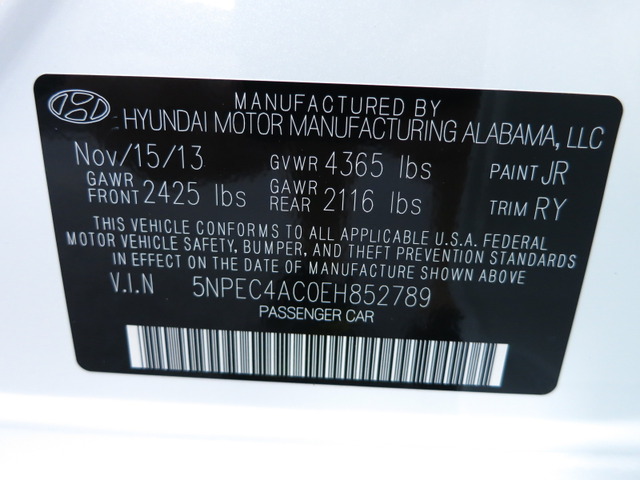 MANUFACTURED BY
HYUNDAI MOTOR MANUFACTURING ALABAMA, LLC
Nov/15/13 GVWR 4365 lbs PAINT JR
GAWR FRONT 2425 lbs GAWR REAR 2116 lbs TRIM RY
THIS VEHICLE CONFORMS TO ALL APPLICABLE U.S.A. FEDERAL
MOTOR VEHICLE SAFETY, BUMPER, AND THEFT PREVENTION STANDARDS
IN EFFECT ON THE DATE OF MANUFACTURE SHOWN ABOVE
V.I.N 5NPEC4AC0EH852789
PASSENGER CAR